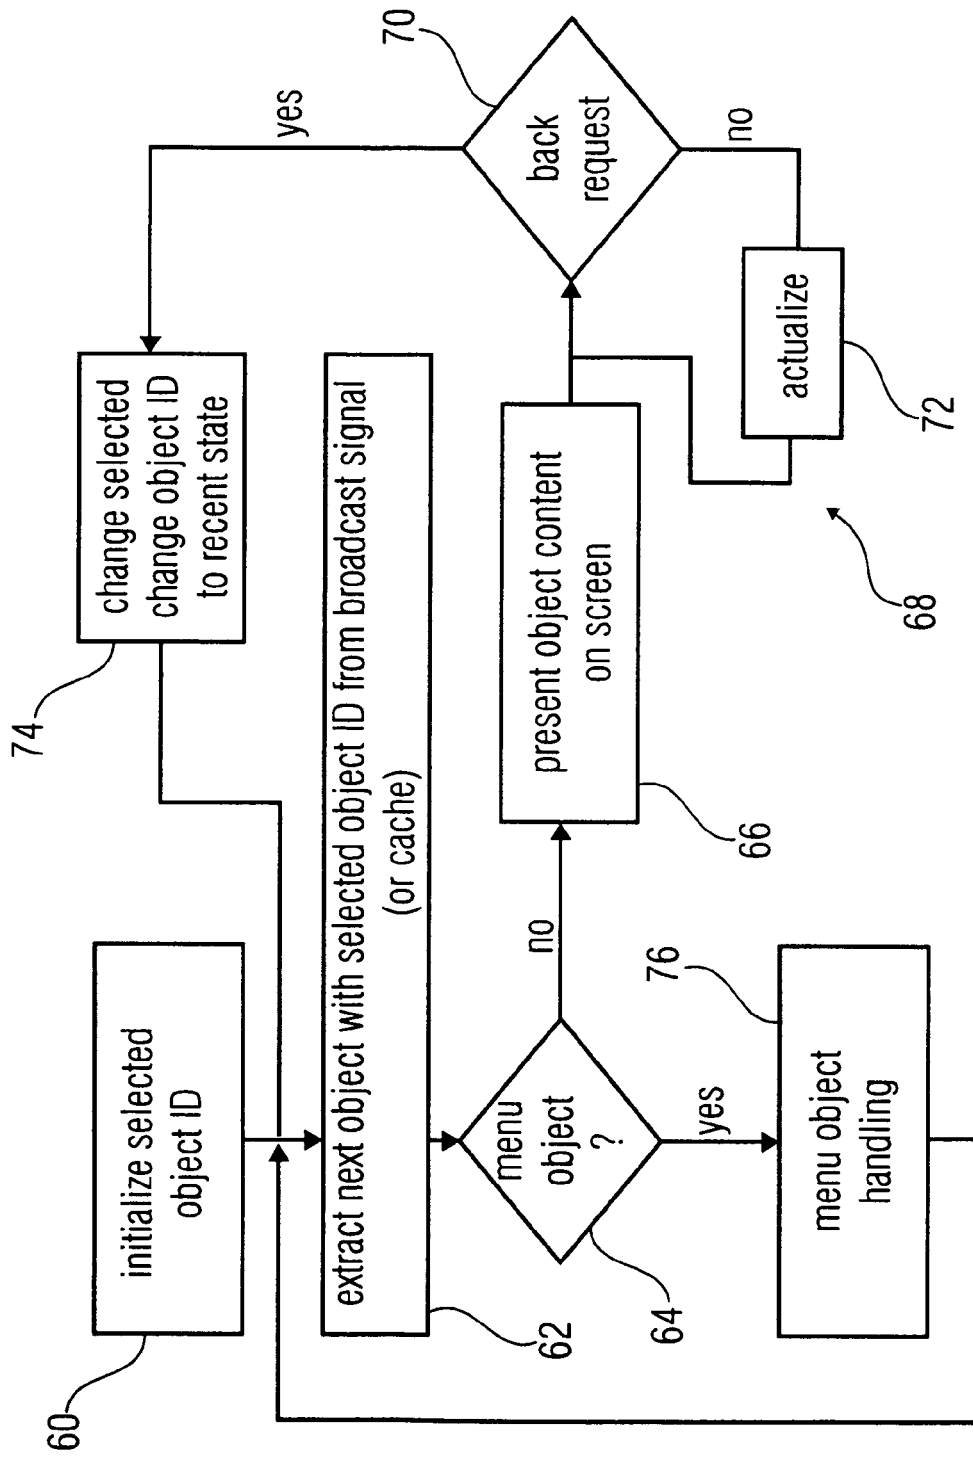 60
initialize selected
object ID
74
change selected
change object ID
to recent state
yes
70
back
request
no
62
extract next object with selected object ID from broadcast signal
(or cache)
64
menu
object
?
no
yes
66
present object content
on screen
actualize
72
68
76
menu object
handling